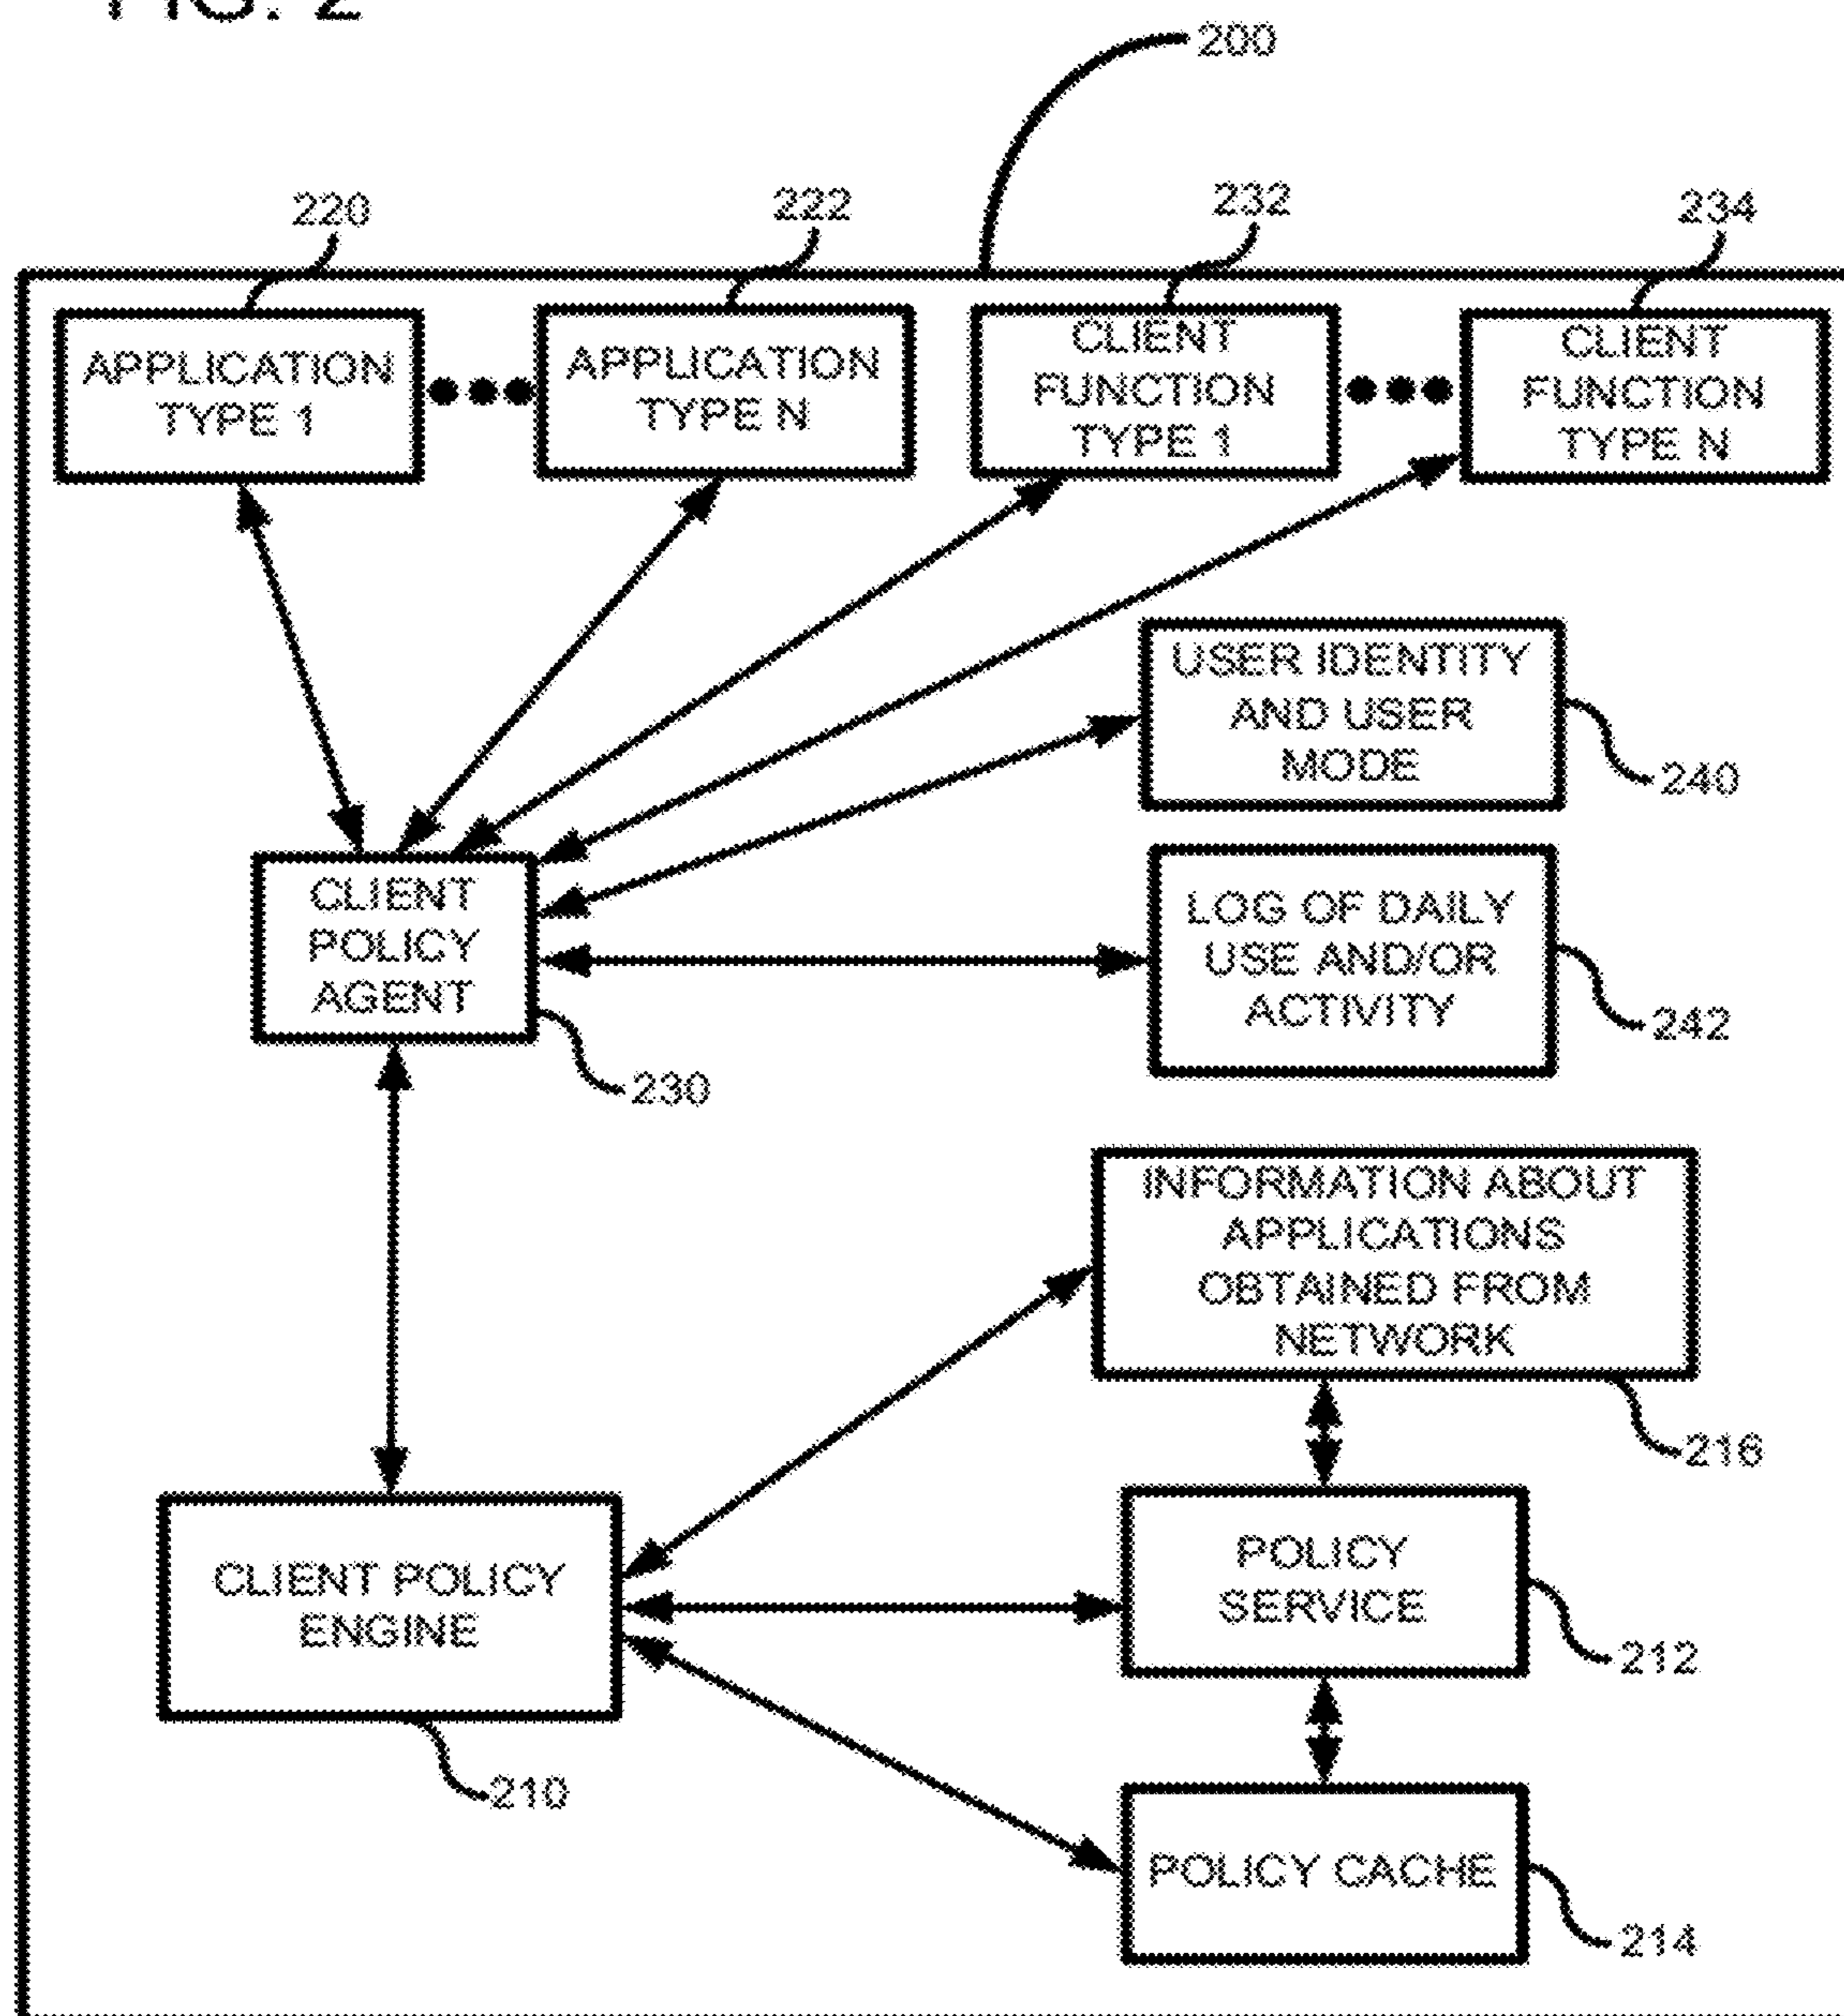 FIG. 2
200
220
222
232
234
APPLICATION
TYPE 1
APPLICATION
TYPE N
CLIENT
FUNCTION
TYPE 1
CLIENT
FUNCTION
TYPE N
USER IDENTITY
AND USER
MODE
240
CLIENT
POLICY
AGENT
230
LOG OF DAILY
USE AND/OR
ACTIVITY
242
INFORMATION ABOUT
APPLICATIONS
OBTAINED FROM
NETWORK
216
CLIENT POLICY
ENGINE
210
POLICY
SERVICE
212
POLICY CACHE
214